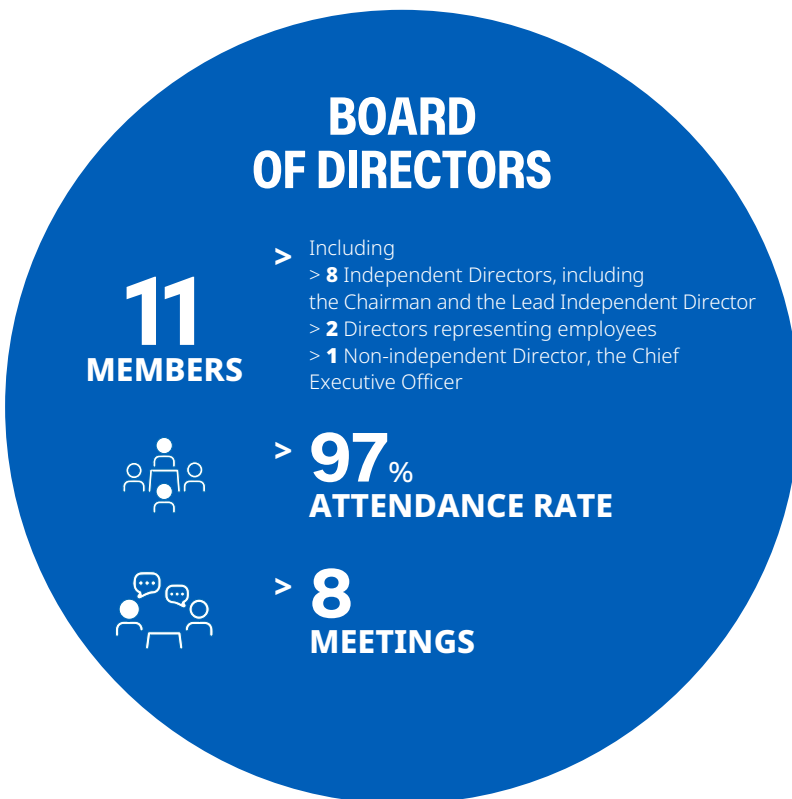 BOARD
OF DIRECTORS
11
MEMBERS
> Including
> 8 Independent Directors, including
the Chairman and the Lead Independent Director
> 2 Directors representing employees
> 1 Non-independent Director, the Chief
Executive Officer
> 97%
ATTENDANCE RATE
> 8
MEETINGS